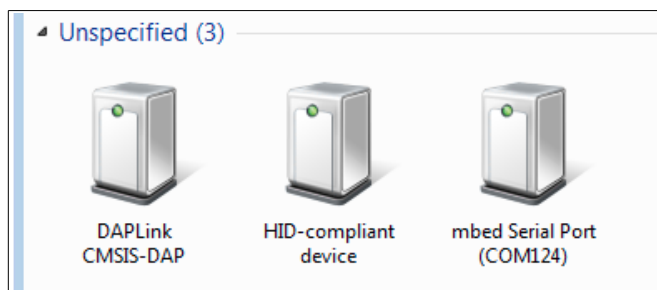 Unspecified (3)
DAPLink
CMSIS-DAP
HID-compliant
device
mbed Serial Port
(COM124)